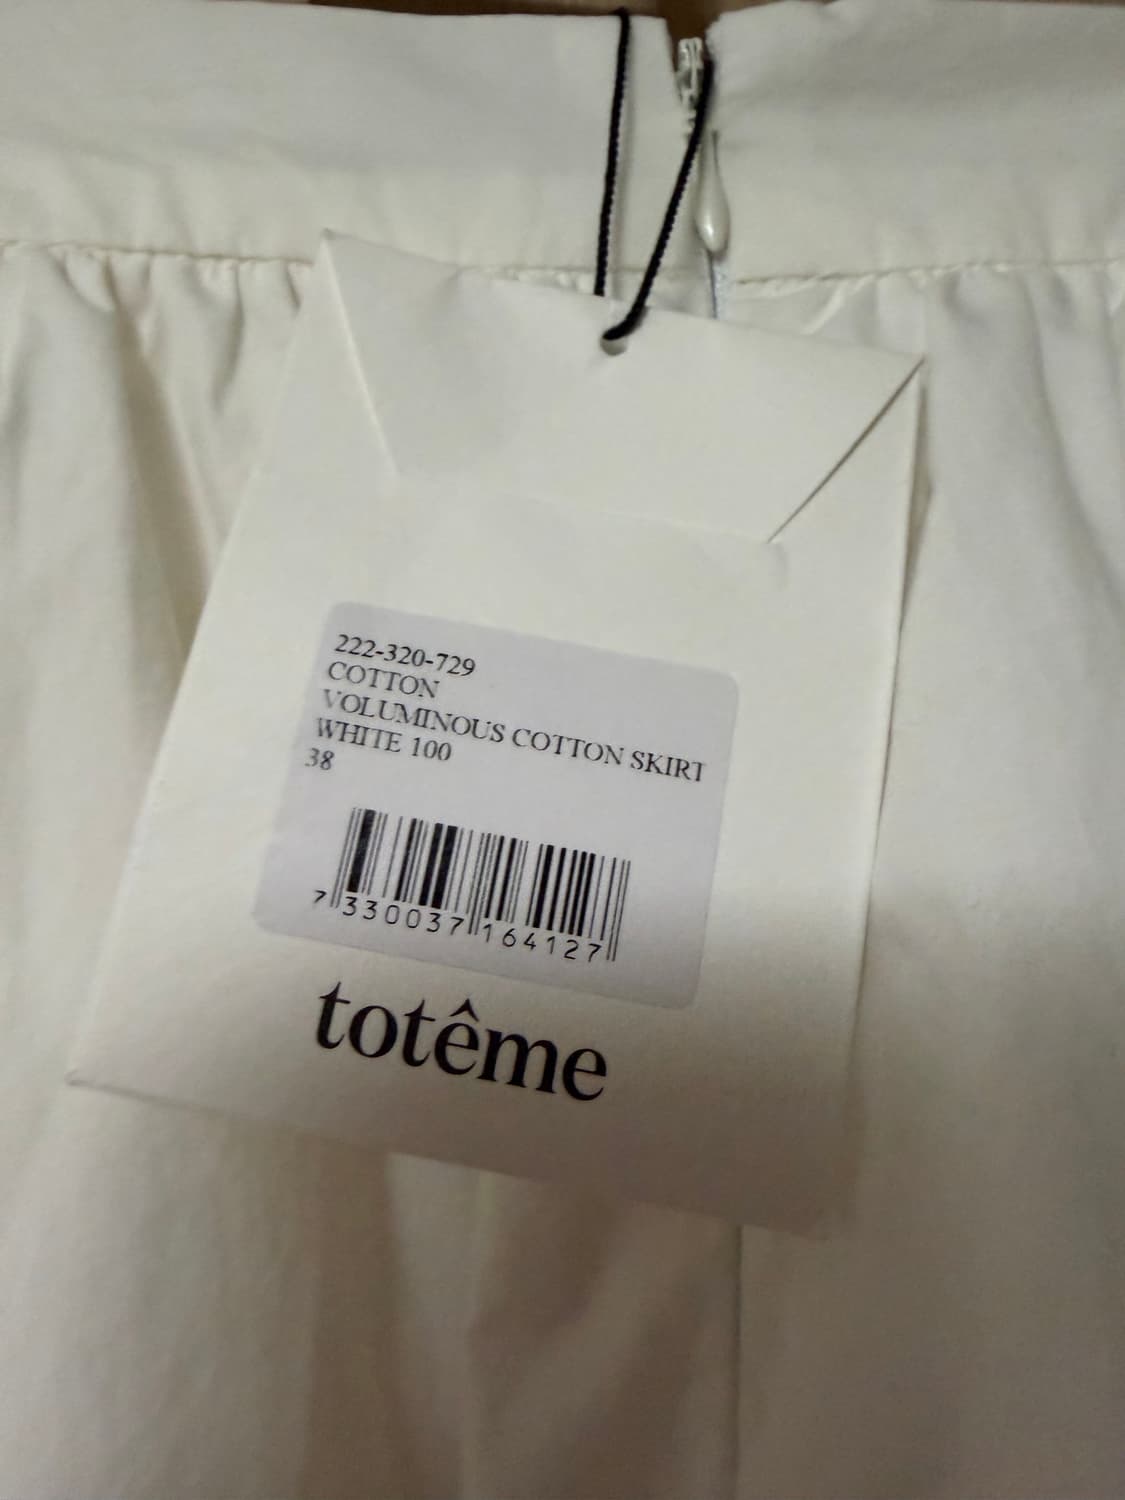 222-320-729
COTTON
VOLUMINOUS COTTON SKIRT
WHITE 100
38
7 330037 164127
totême